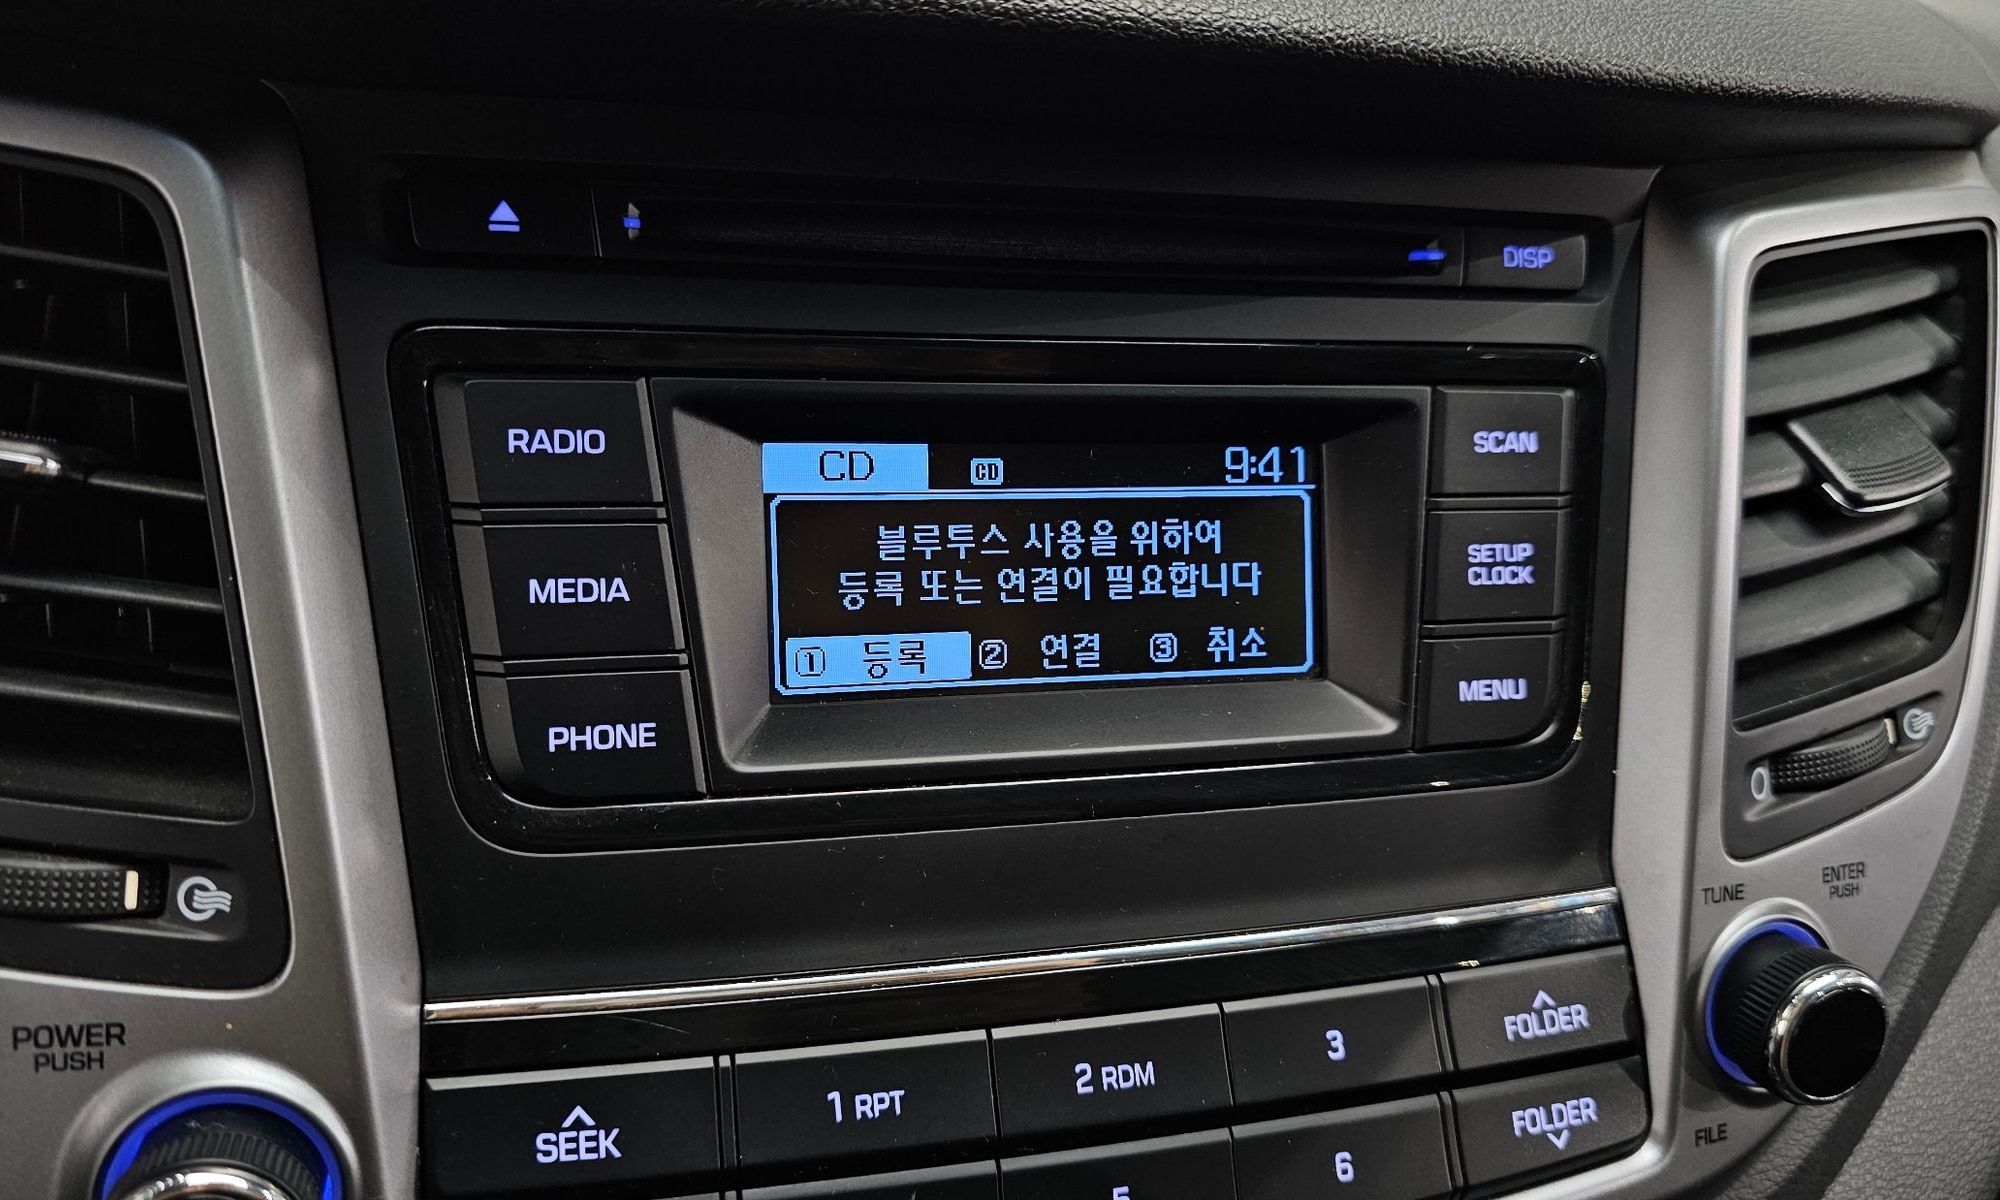 DISP
RADIO
MEDIA
PHONE
CD
CD
9:41
블루투스 사용을 위하여
등록 또는 연결이 필요합니다
1 등록 2 연결 3 취소
SCAN
SETUP
CLOCK
MENU
0
TUNE
ENTER
PUSH
POWER
PUSH
SEEK
1 RPT
2 RDM
3
FOLDER
5
6
FOLDER
FILE